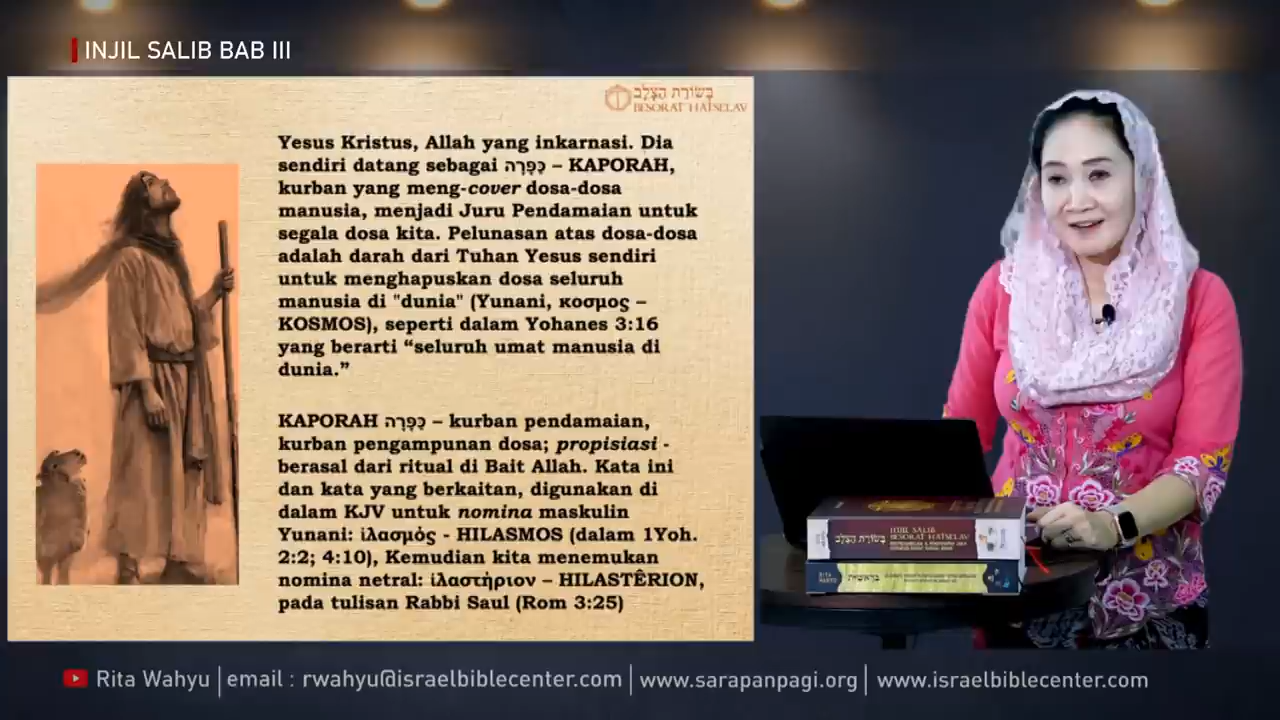 INJIL SALIB BAB III
בְּשׂוֹרַת הַצְּלָב
BESORAT HATSELAV
Yesus Kristus, Allah yang inkarnasi. Dia
sendiri datang sebagai כַּפָּרָה – KAPORAH,
kurban yang meng-cover dosa-dosa
manusia, menjadi Juru Pendamaian untuk
segala dosa kita. Pelunasan atas dosa-dosa
adalah darah dari Tuhan Yesus sendiri
untuk menghapuskan dosa seluruh
manusia di "dunia" (Yunani, κοσμος –
KOSMOS), seperti dalam Yohanes 3:16
yang berarti “seluruh umat manusia di
dunia.”
KAPORAH כַּפָּרָה – kurban pendamaian,
kurban pengampunan dosa; propisiasi -
berasal dari ritual di Bait Allah. Kata ini
dan kata yang berkaitan, digunakan di
dalam KJV untuk nomina maskulin
Yunani: ἱλασμός - HILASMOS (dalam 1Yoh.
2:2; 4:10), Kemudian kita menemukan
nomina netral: ἱλαστήριον – HILASTÊRION,
pada tulisan Rabbi Saul (Rom 3:25)
INJIL SALIB
BESORAT HATSELAV
בְּשׂוֹרַת הַצְּלָב
RITA WAHYU
בראשית
Rita Wahyu | email : rwahyu@israelbiblecenter.com | www.sarapanpagi.org | www.israelbiblecenter.com